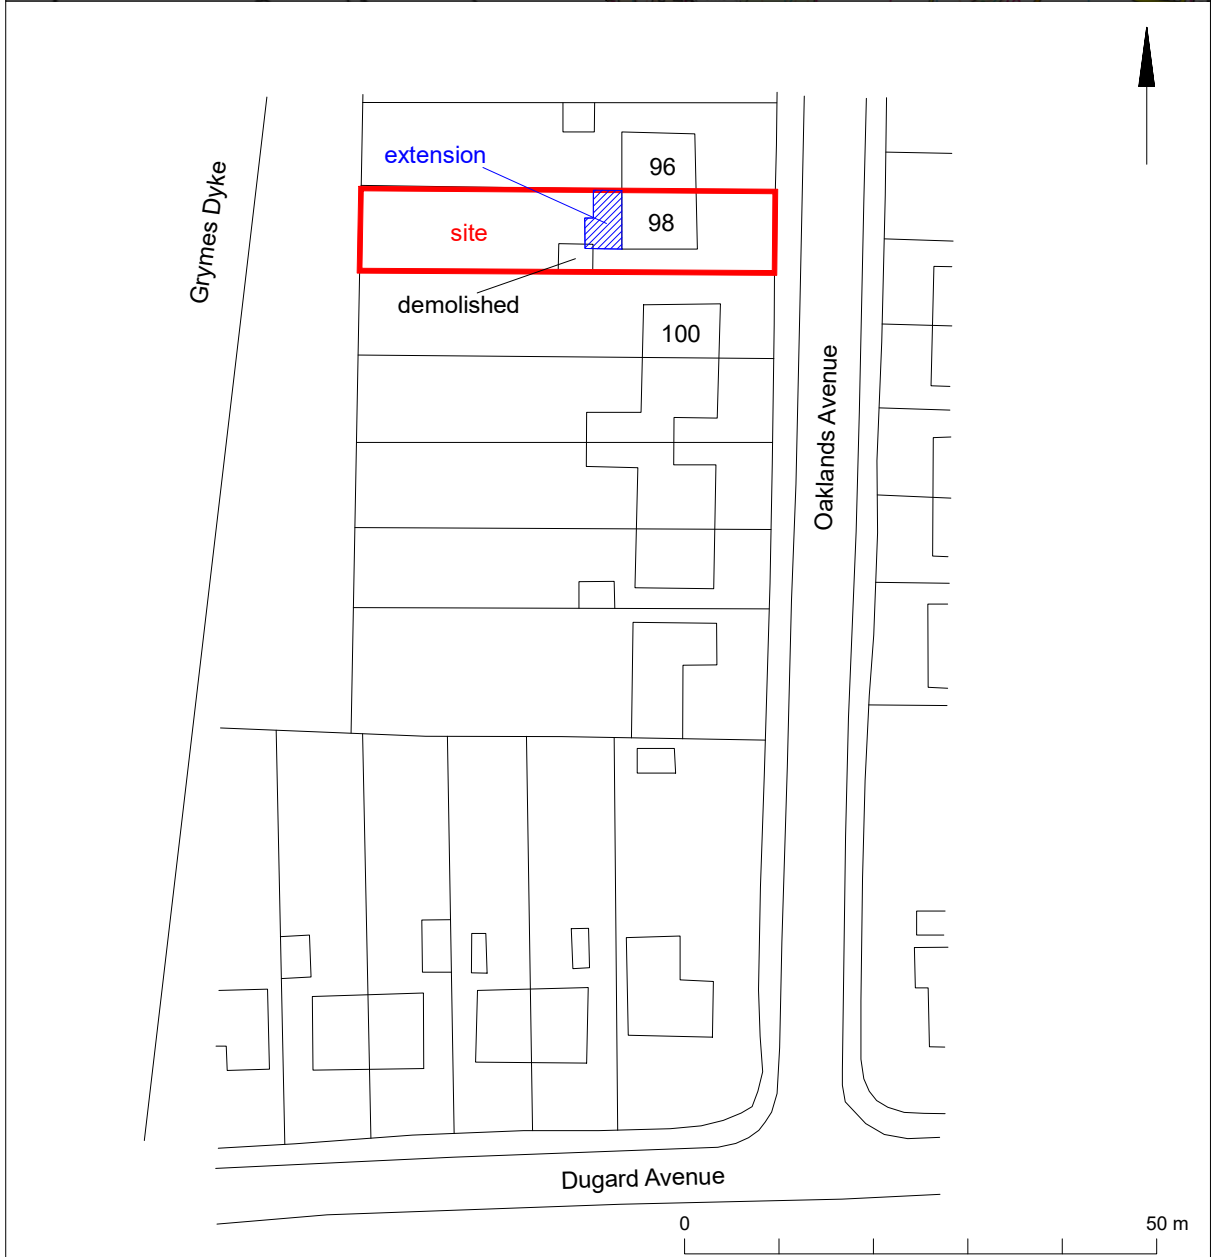 extension
96
Grymes Dyke
site
98
demolished
100
Oaklands Avenue
Dugard Avenue
0
50 m